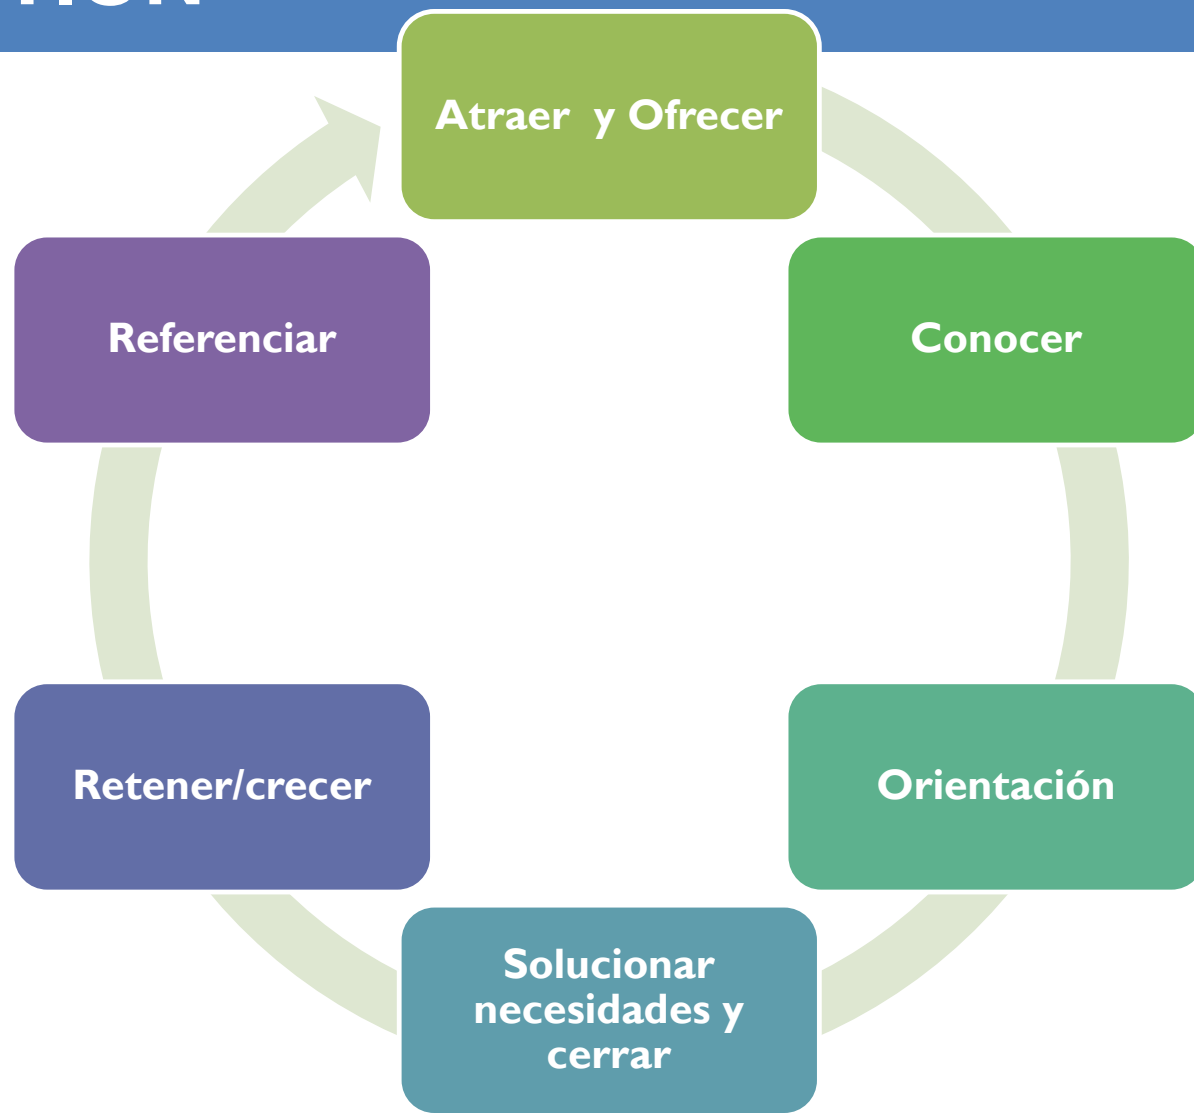 Atraer y Ofrecer
Conocer
Orientación
Solucionar
necesidades y
cerrar
Retener/crecer
Referenciar